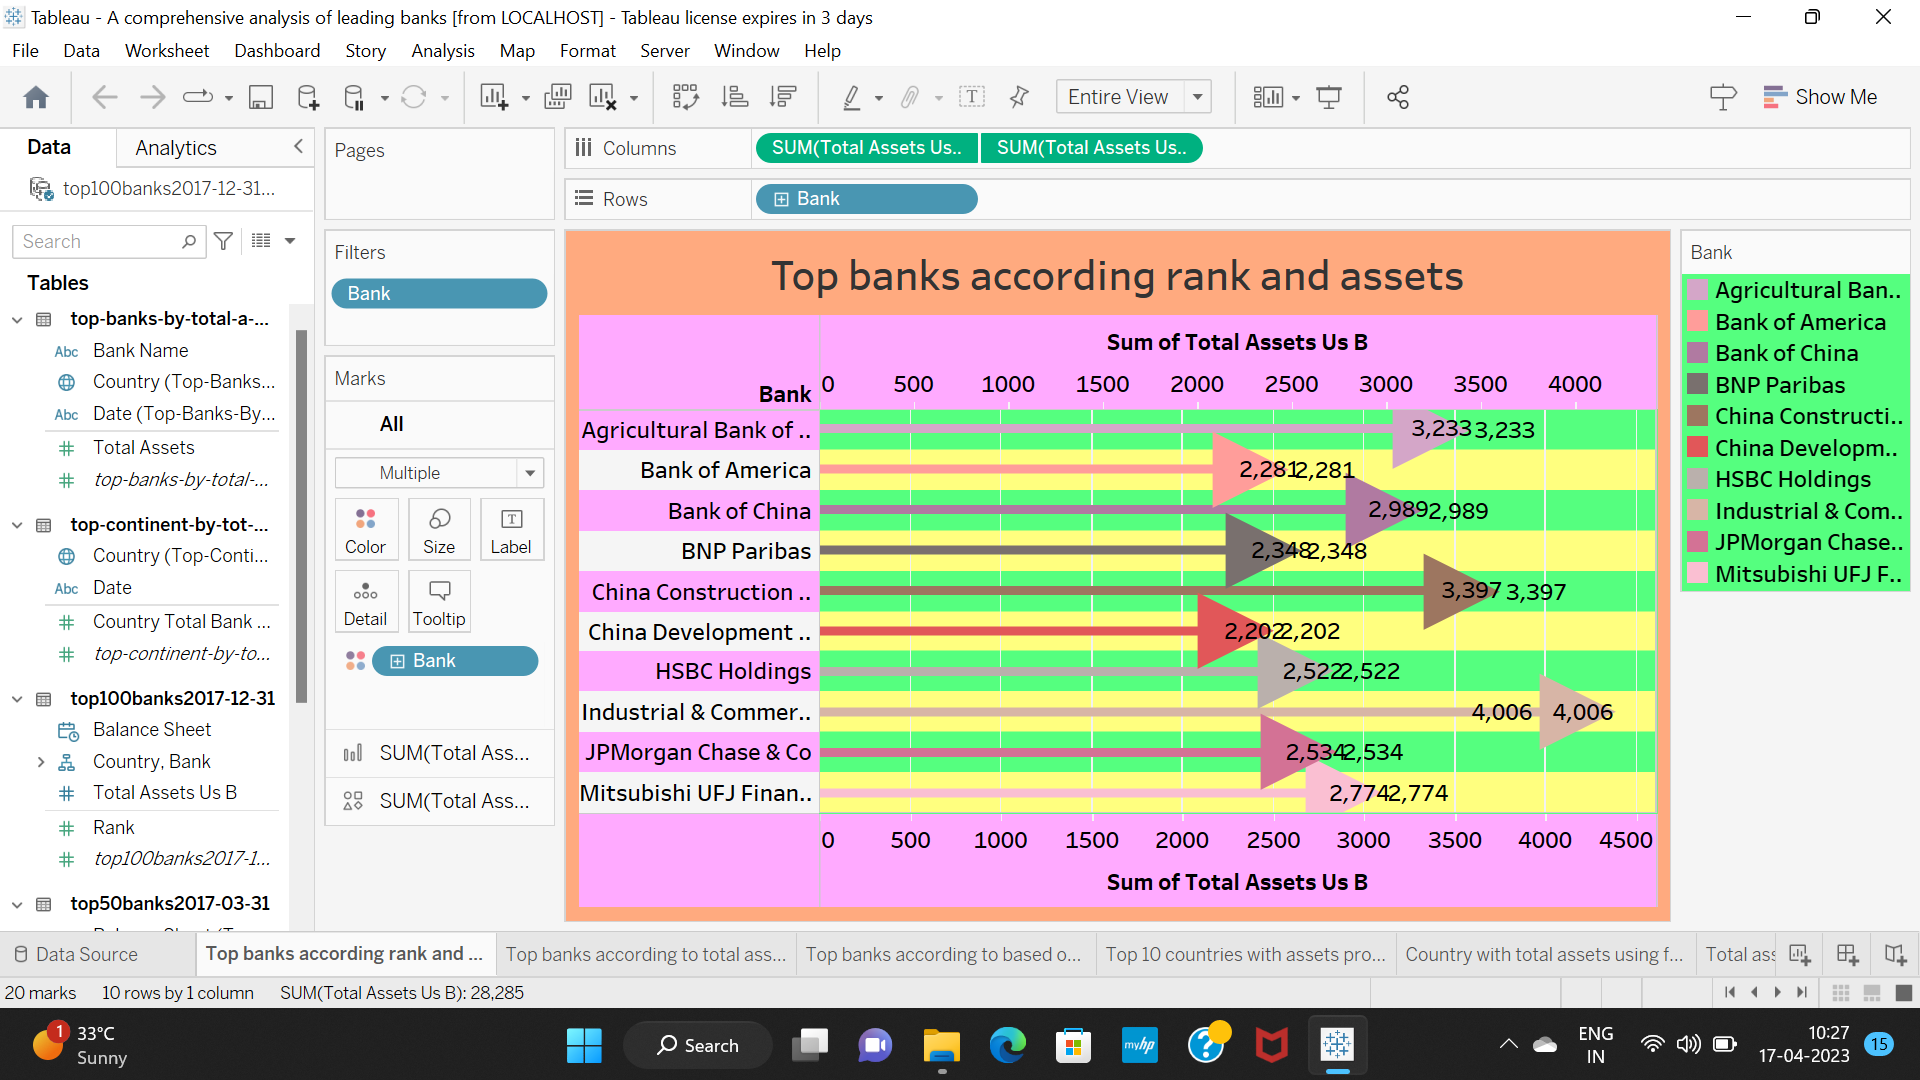 Tableau - A comprehensive analysis of leading banks [from LOCALHOST] - Tableau license expires in 3 days
File Data Worksheet Dashboard Story Analysis Map Format Server Window Help
Entire View
Show Me
Data
Analytics
top100banks2017-12-31...
Search
Tables
top-banks-by-total-a-...
Abc Bank Name
Country (Top-Banks...
Abc Date (Top-Banks-By...
Total Assets
top-banks-by-total-...
top-continent-by-tot-...
Country (Top-Conti...
Abc Date
Country Total Bank ...
top-continent-by-to...
top100banks2017-12-31
Balance Sheet
Country, Bank
Total Assets Us B
Rank
top100banks2017-1...
top50banks2017-03-31
Pages
Filters
Bank
Marks
All
Multiple
Color
Size
Label
Detail
Tooltip
Bank
SUM(Total Ass...
SUM(Total Ass...
Columns
SUM(Total Assets Us..
SUM(Total Assets Us..
Rows
Bank
Top banks according rank and assets
Sum of Total Assets Us B
Bank
0 500 1000 1500 2000 2500 3000 3500 4000
Agricultural Bank of .. 3,233 3,233
Bank of America 2,281 2,281
Bank of China 2,989 2,989
BNP Paribas 2,348 2,348
China Construction .. 3,397 3,397
China Development .. 2,202 2,202
HSBC Holdings 2,522 2,522
Industrial & Commer.. 4,006 4,006
JPMorgan Chase & Co 2,534 2,534
Mitsubishi UFJ Finan.. 2,774 2,774
0 500 1000 1500 2000 2500 3000 3500 4000 4500
Sum of Total Assets Us B
Bank
Agricultural Ban..
Bank of America
Bank of China
BNP Paribas
China Constructi..
China Developm..
HSBC Holdings
Industrial & Com..
JPMorgan Chase..
Mitsubishi UFJ F..
Data Source
Top banks according rank and ...
Top banks according to total ass...
Top banks according to based o...
Top 10 countries with assets pro...
Country with total assets using f...
Total ass
20 marks 10 rows by 1 column SUM(Total Assets Us B): 28,285
1
33°C
Sunny
Search
myhp
ENG
IN
10:27
17-04-2023
15